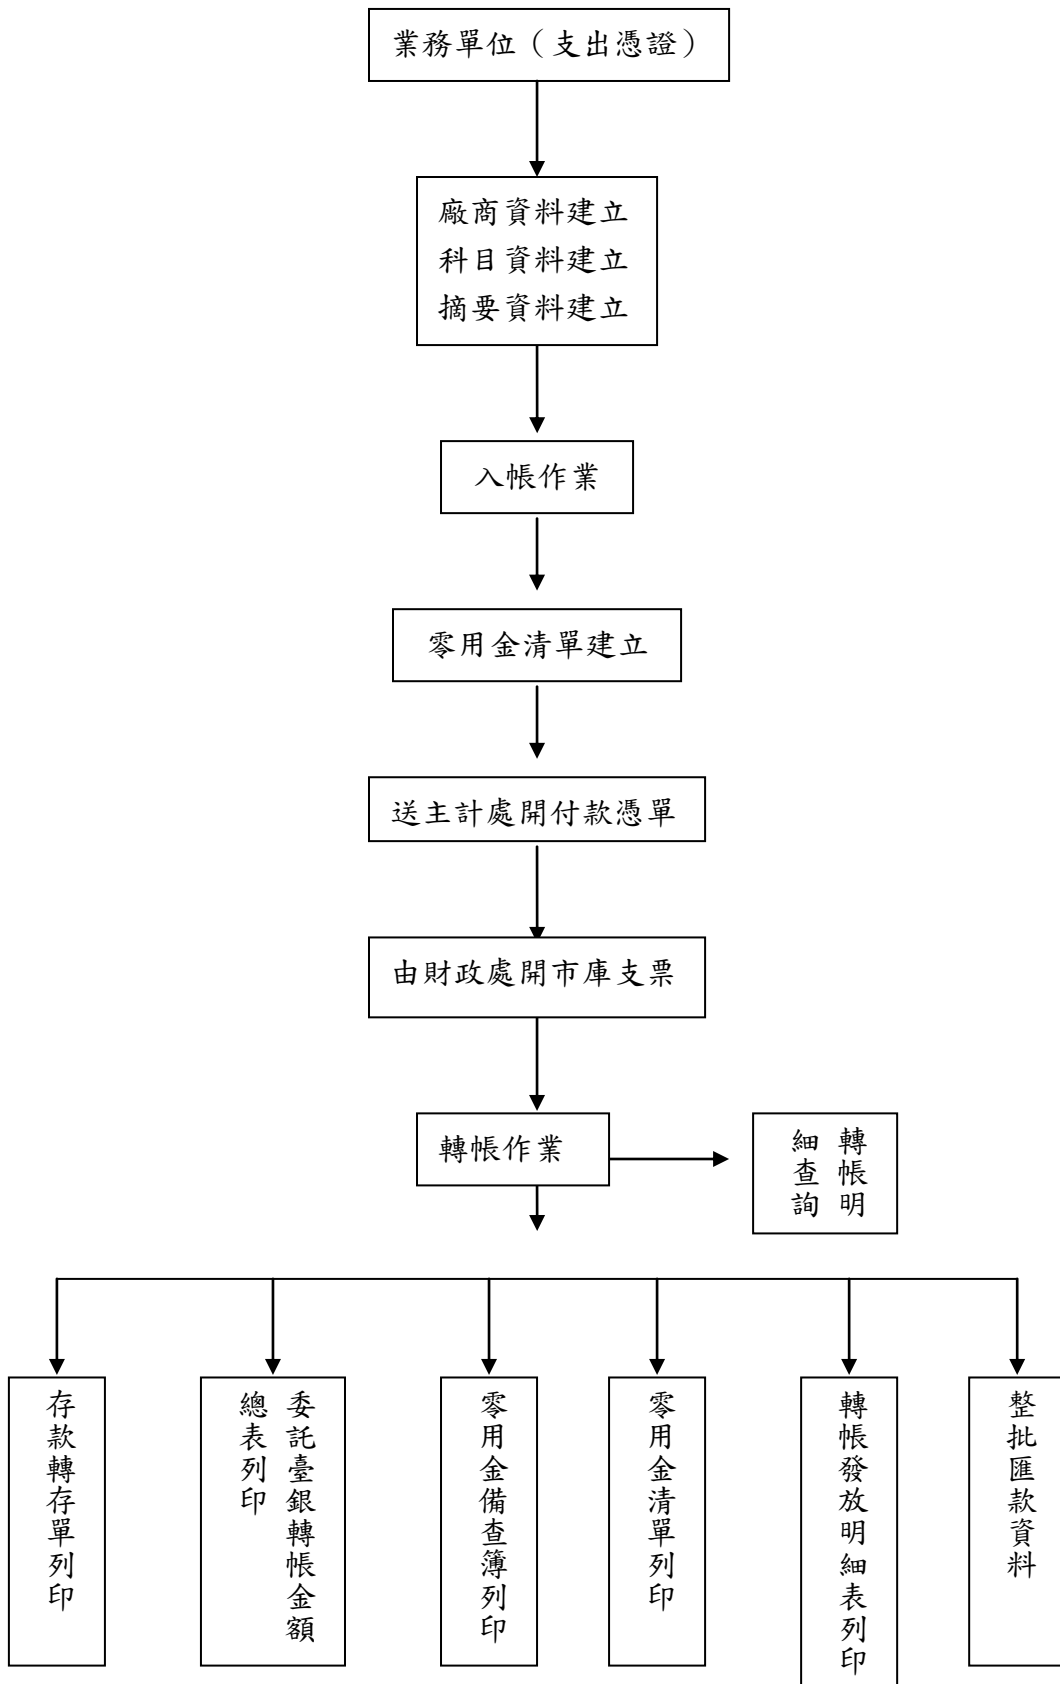 業務單位（支出憑證）
廠商資料建立
科目資料建立
摘要資料建立
入帳作業
零用金清單建立
送主計處開付款憑單
由財政處開市庫支票
轉帳作業
轉帳明
細查詢
存款轉存單列印
委託臺銀轉帳金額
總表列印
零用金備查簿列印
零用金清單列印
轉帳發放明細表列印
整批匯款資料